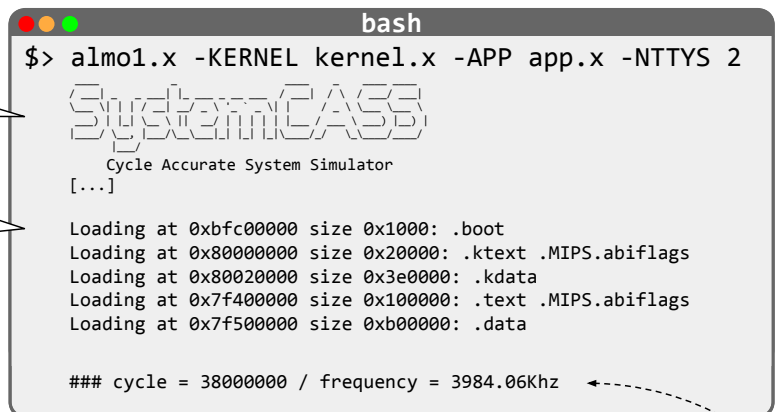 bash
$> almo1.x -KERNEL kernel.x -APP app.x -NTTYS 2
SystemCASS
Cycle Accurate System Simulator
[...]
Loading at 0xbfc00000 size 0x1000: .boot
Loading at 0x80000000 size 0x20000: .ktext .MIPS.abiflags
Loading at 0x80020000 size 0x3e0000: .kdata
Loading at 0x7f400000 size 0x100000: .text .MIPS.abiflags
Loading at 0x7f500000 size 0xb00000: .data
### cycle = 38000000 / frequency = 3984.06Khz